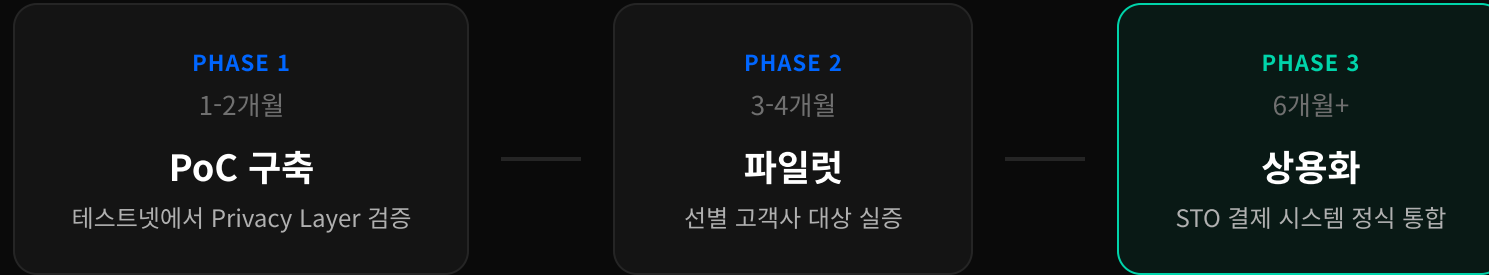 PHASE 1
1-2개월
PoC 구축
테스트넷에서 Privacy Layer 검증
PHASE 2
3-4개월
파일럿
선별 고객사 대상 실증
PHASE 3
6개월+
상용화
STO 결제 시스템 정식 통합